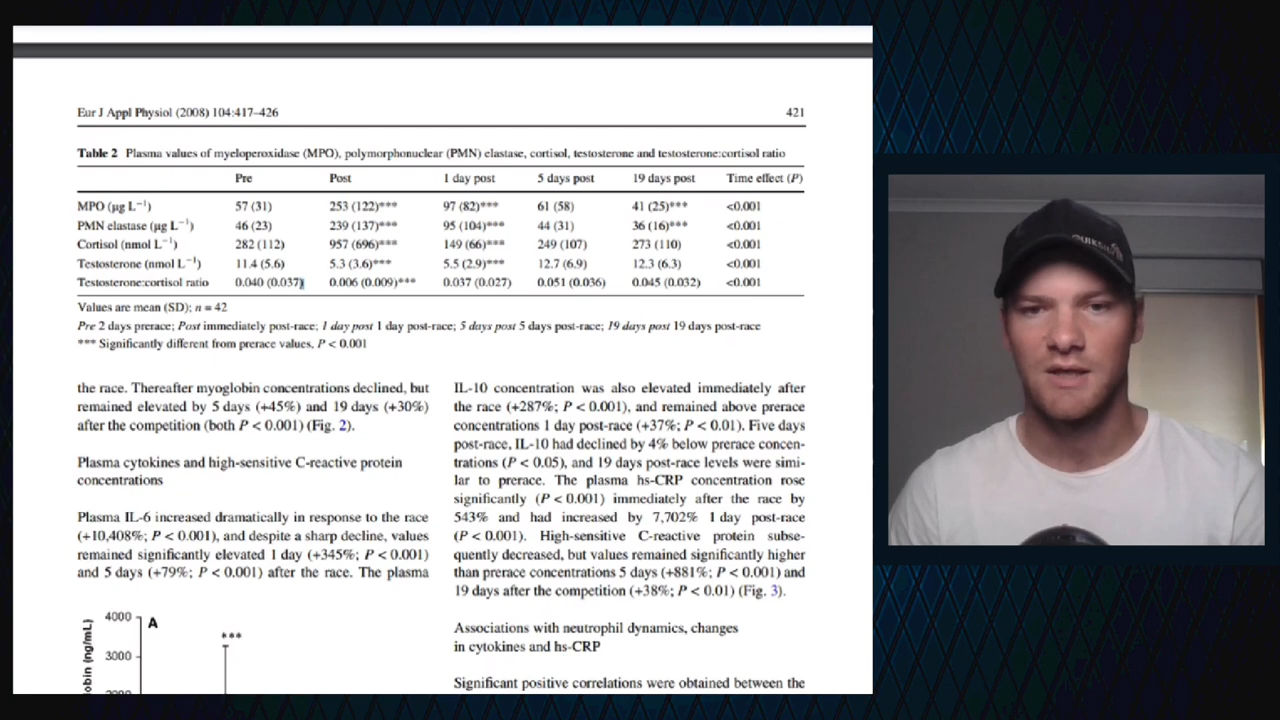 Eur J Appl Physiol (2008) 104:417–426 421
Table 2 Plasma values of myeloperoxidase (MPO), polymorphonuclear (PMN) elastase, cortisol, testosterone and testosterone:cortisol ratio
Pre Post 1 day post 5 days post 19 days post Time effect (P)
MPO (µg L⁻¹) 57 (31) 253 (122)*** 97 (82)*** 61 (58) 41 (25)*** <0.001
PMN elastase (µg L⁻¹) 46 (23) 239 (137)*** 95 (104)*** 44 (31) 36 (16)*** <0.001
Cortisol (nmol L⁻¹) 282 (112) 957 (696)*** 149 (66)*** 249 (107) 273 (110) <0.001
Testosterone (nmol L⁻¹) 11.4 (5.6) 5.3 (3.6)*** 5.5 (2.9)*** 12.7 (6.9) 12.3 (6.3) <0.001
Testosterone:cortisol ratio 0.040 (0.037) 0.006 (0.009)*** 0.037 (0.027) 0.051 (0.036) 0.045 (0.032) <0.001
Values are mean (SD); n = 42
Pre 2 days prerace; Post immediately post-race; 1 day post 1 day post-race; 5 days post 5 days post-race; 19 days post 19 days post-race
*** Significantly different from prerace values, P < 0.001
the race. Thereafter myoglobin concentrations declined, but
remained elevated by 5 days (+45%) and 19 days (+30%)
after the competition (both P < 0.001) (Fig. 2).
Plasma cytokines and high-sensitive C-reactive protein
concentrations
Plasma IL-6 increased dramatically in response to the race
(+10,408%; P < 0.001), and despite a sharp decline, values
remained significantly elevated 1 day (+345%; P < 0.001)
and 5 days (+79%; P < 0.001) after the race. The plasma
4000
A
***
3000
IL-10 concentration was also elevated immediately after
the race (+287%; P < 0.001), and remained above prerace
concentrations 1 day post-race (+37%; P < 0.01). Five days
post-race, IL-10 had declined by 4% below prerace concen-
trations (P < 0.05), and 19 days post-race levels were simi-
lar to prerace. The plasma hs-CRP concentration rose
significantly (P < 0.001) immediately after the race by
543% and had increased by 7,702% 1 day post-race
(P < 0.001). High-sensitive C-reactive protein subse-
quently decreased, but values remained significantly higher
than prerace concentrations 5 days (+881%; P < 0.001) and
19 days after the competition (+38%; P < 0.01) (Fig. 3).
Associations with neutrophil dynamics, changes
in cytokines and hs-CRP
Significant positive correlations were obtained between the
QUIKSILVER